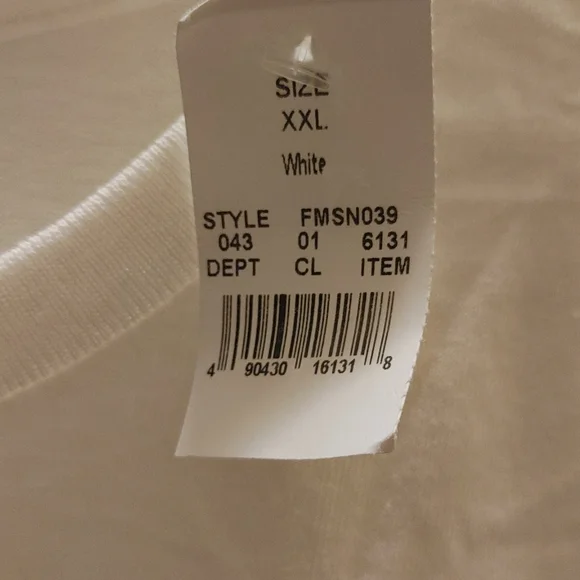 SIZE
XXL.
White
STYLE FMSN039
043 01 6131
DEPT CL ITEM
4 90430 16131 8